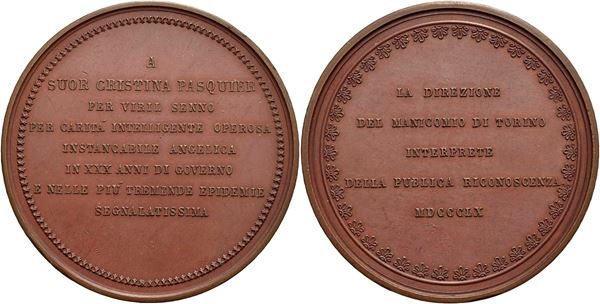 A
SUOR CRISTINA PASQUIER
PER VIRIL SENNO
PER CARITÀ INTELLIGENTE OPEROSA
INSTANCABILE ANGELICA
IN XXX ANNI DI GOVERNO
E NELLE PIÙ TREMENDE EPIDEMIE
SEGNALATISSIMA
LA DIREZIONE
DEL MANICOMIO DI TORINO
INTERPRETE
DELLA PUBLICA RICONOSCENZA
MDCCCLX